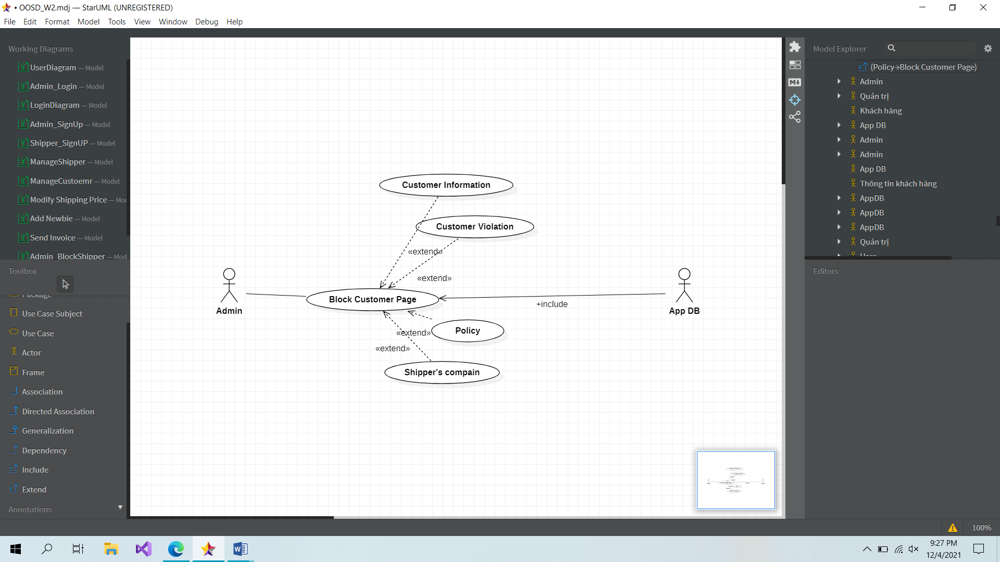 • OOSD_W2.mdj — StarUML (UNREGISTERED)
File Edit Format Model Tools View Window Debug Help
Working Diagrams
UserDiagram — Model
Admin_Login — Model
LoginDiagram — Model
Admin_SignUp — Model
Shipper_SignUP — Model
ManageShipper — Model
ManageCustoemr — Model
Modify Shipping Price — Mod
Add Newbie — Model
Send Invoice — Model
Admin_BlockShipper — Mod
Toolbox
Package
Use Case Subject
Use Case
Actor
Frame
Association
Directed Association
Generalization
Dependency
Include
Extend
Annotations
Customer Information
Customer Violation
«extend»
«extend»
Admin
Block Customer Page
+include
App DB
Policy
«extend»
«extend»
Shipper's compain
Model Explorer
(Policy→Block Customer Page)
Admin
Quản trị
Khách hàng
App DB
Admin
Admin
App DB
Thông tin khách hàng
AppDB
AppDB
AppDB
Quản trị
User
Editors
100%
9:27 PM
12/4/2021